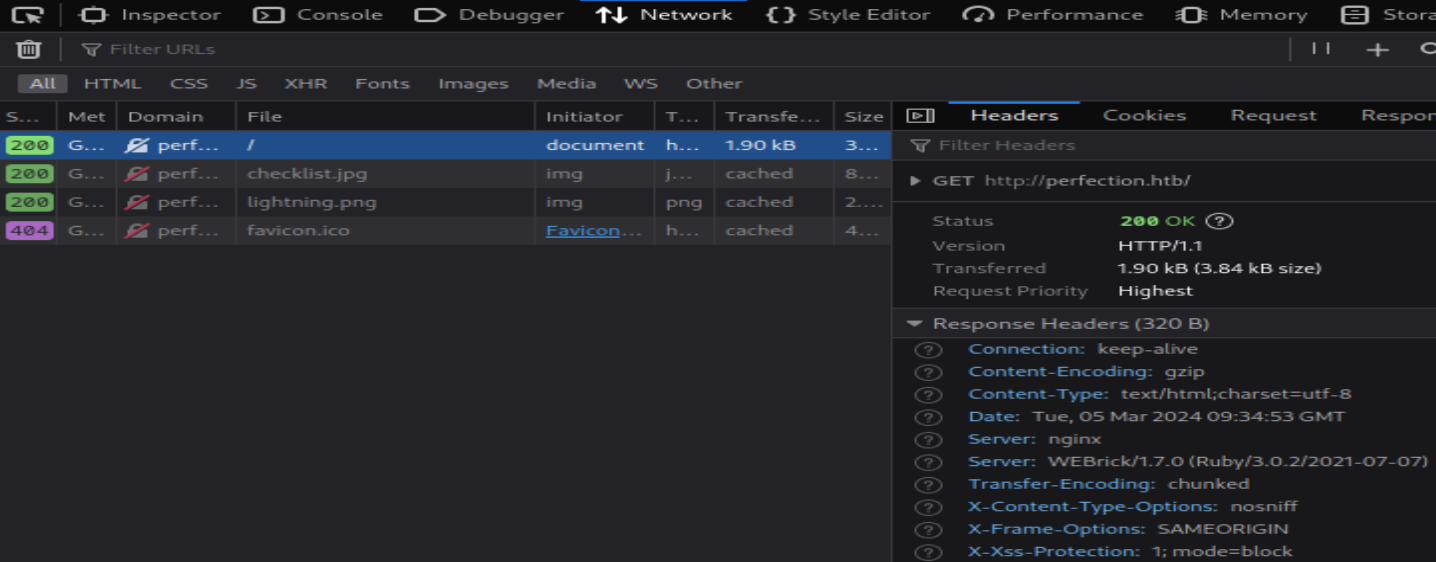 Inspector Console Debugger Network Style Editor Performance Memory Stora
Filter URLs
All HTML CSS JS XHR Fonts Images Media WS Other
S... Met Domain File Initiator T... Transfe... Size
200 G... perf... / document h... 1.90 kB 3...
200 G... perf... checklist.jpg img j... cached 8...
200 G... perf... lightning.png img png cached 2....
404 G... perf... favicon.ico Favicon... h... cached 4...
Headers Cookies Request Respon
Filter Headers
GET http://perfection.htb/
Status 200 OK ?
Version HTTP/1.1
Transferred 1.90 kB (3.84 kB size)
Request Priority Highest
Response Headers (320 B)
? Connection: keep-alive
? Content-Encoding: gzip
? Content-Type: text/html;charset=utf-8
? Date: Tue, 05 Mar 2024 09:34:53 GMT
? Server: nginx
? Server: WEBrick/1.7.0 (Ruby/3.0.2/2021-07-07)
? Transfer-Encoding: chunked
? X-Content-Type-Options: nosniff
? X-Frame-Options: SAMEORIGIN
? X-Xss-Protection: 1; mode=block